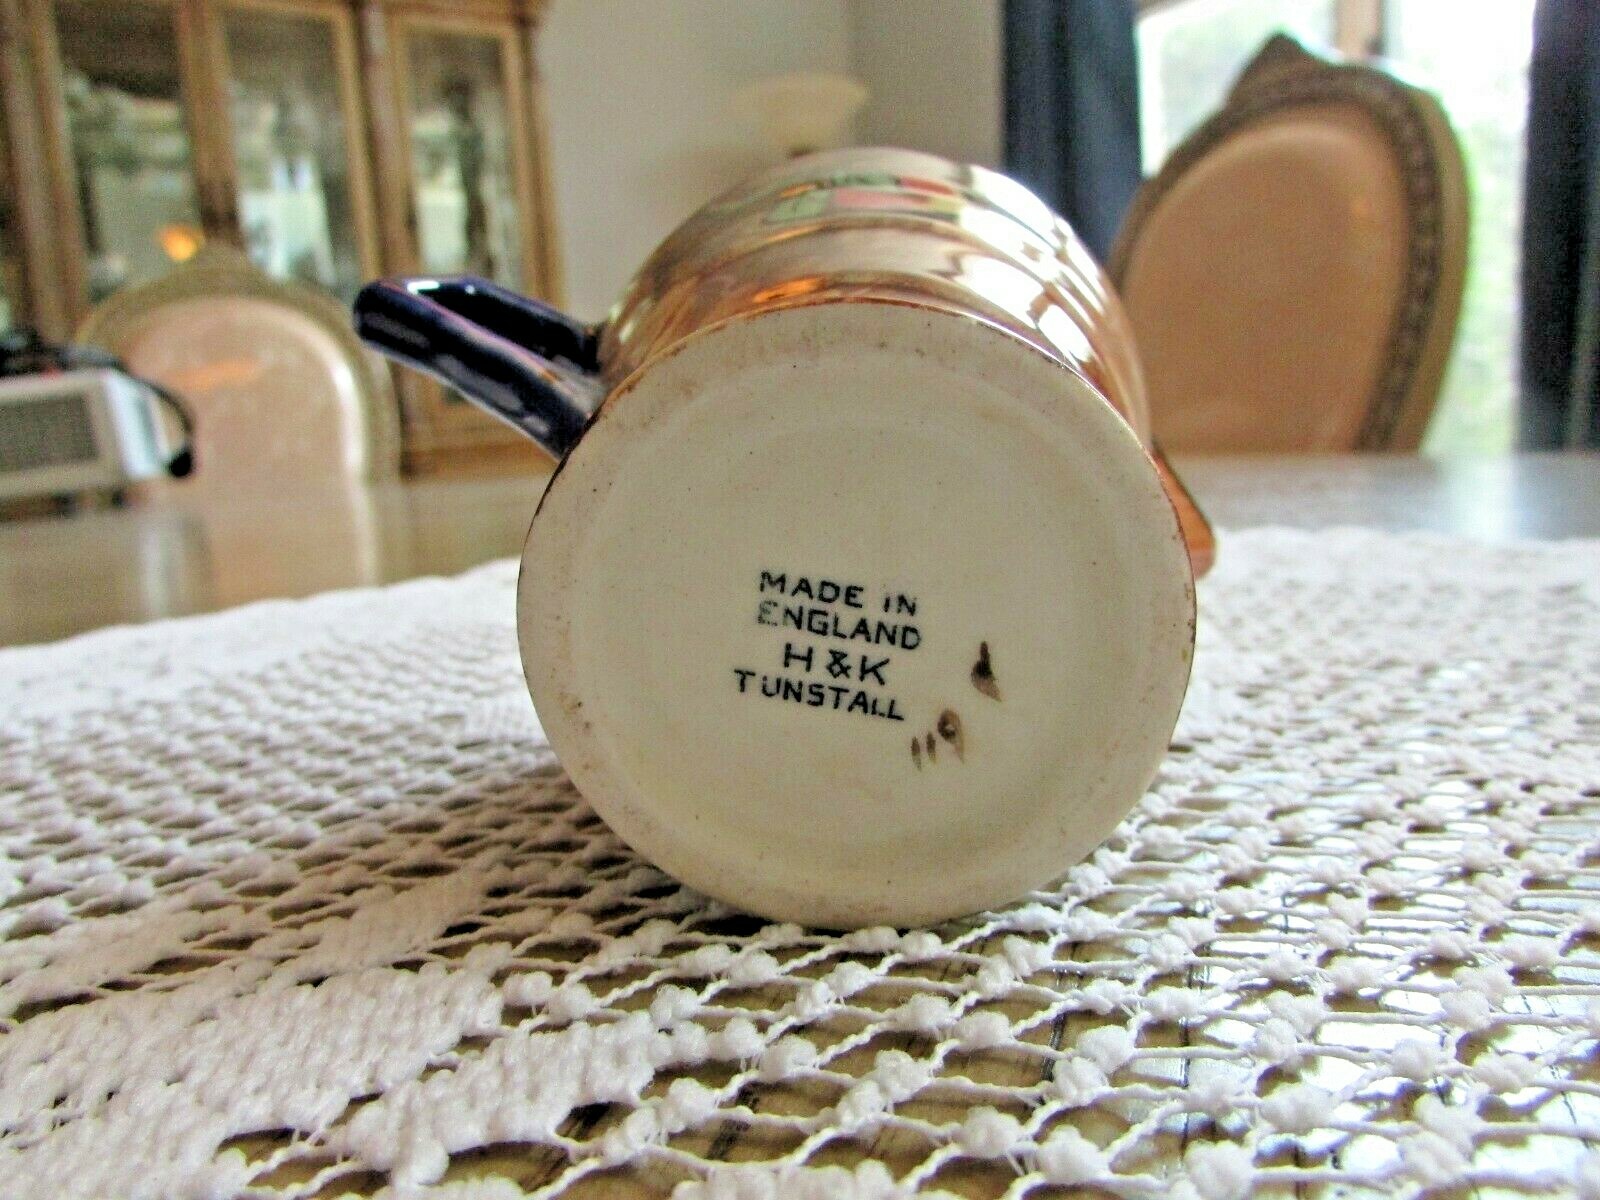 MADE IN
ENGLAND
H & K
TUNSTALL